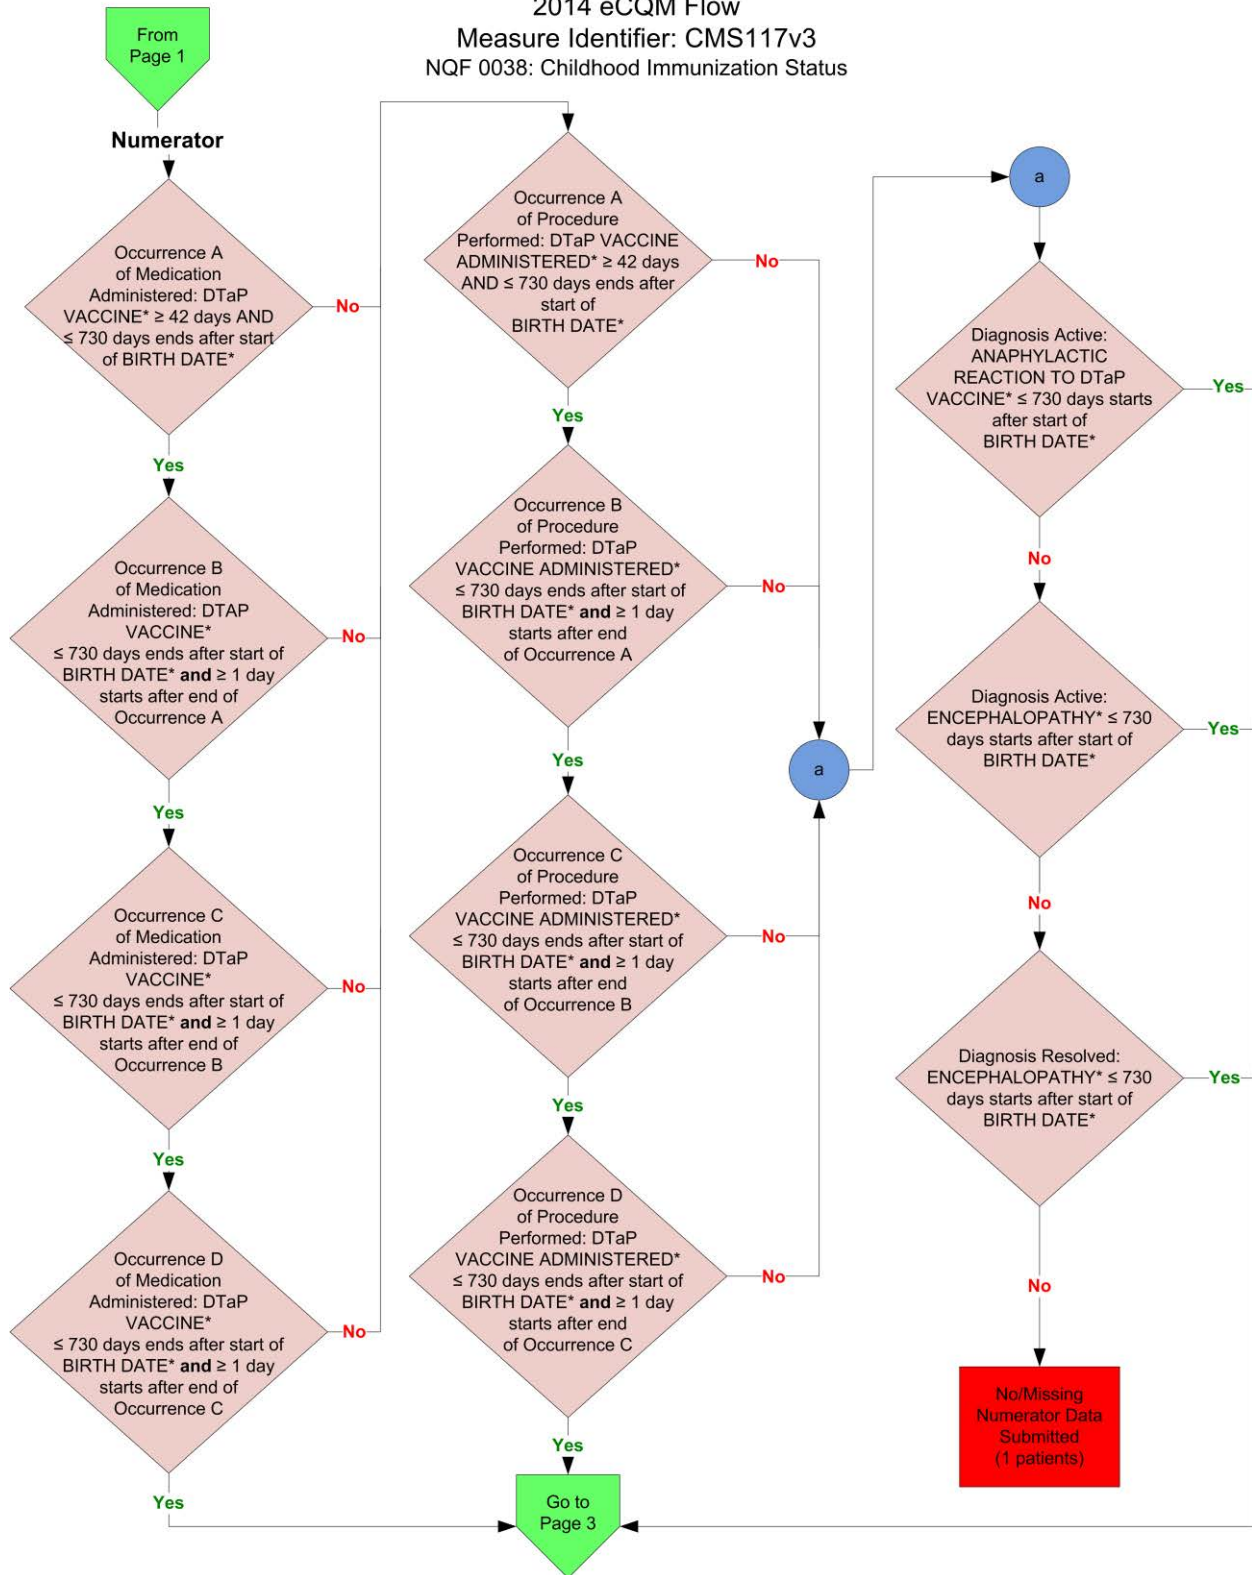 2014 eCQM Flow
Measure Identifier: CMS117v3
NQF 0038: Childhood Immunization Status
From
Page 1
Numerator
Occurrence A
of Medication
Administered: DTaP
VACCINE* ≥ 42 days AND
≤ 730 days ends after start
of BIRTH DATE*
No
Yes
Occurrence B
of Medication
Administered: DTAP
VACCINE*
≤ 730 days ends after start of
BIRTH DATE* and ≥ 1 day
starts after end of
Occurrence A
No
Yes
Occurrence C
of Medication
Administered: DTaP
VACCINE*
≤ 730 days ends after start of
BIRTH DATE* and ≥ 1 day
starts after end of
Occurrence B
No
Yes
Occurrence D
of Medication
Administered: DTaP
VACCINE*
≤ 730 days ends after start of
BIRTH DATE* and ≥ 1 day
starts after end of
Occurrence C
No
Yes
Occurrence A
of Procedure
Performed: DTaP VACCINE
ADMINISTERED* ≥ 42 days
AND ≤ 730 days ends after
start of
BIRTH DATE*
No
Yes
Occurrence B
of Procedure
Performed: DTaP
VACCINE ADMINISTERED*
≤ 730 days ends after start of
BIRTH DATE* and ≥ 1 day
starts after end
of Occurrence A
No
Yes
Occurrence C
of Procedure
Performed: DTaP
VACCINE ADMINISTERED*
≤ 730 days ends after start of
BIRTH DATE* and ≥ 1 day
starts after end
of Occurrence B
No
Yes
Occurrence D
of Procedure
Performed: DTaP
VACCINE ADMINISTERED*
≤ 730 days ends after start of
BIRTH DATE* and ≥ 1 day
starts after end
of Occurrence C
No
Yes
Go to
Page 3
a
a
Diagnosis Active:
ANAPHYLACTIC
REACTION TO DTaP
VACCINE* ≤ 730 days starts
after start of
BIRTH DATE*
Yes
No
Diagnosis Active:
ENCEPHALOPATHY* ≤ 730
days starts after start of
BIRTH DATE*
Yes
No
Diagnosis Resolved:
ENCEPHALOPATHY* ≤ 730
days starts after start of
BIRTH DATE*
Yes
No
No/Missing
Numerator Data
Submitted
(1 patients)